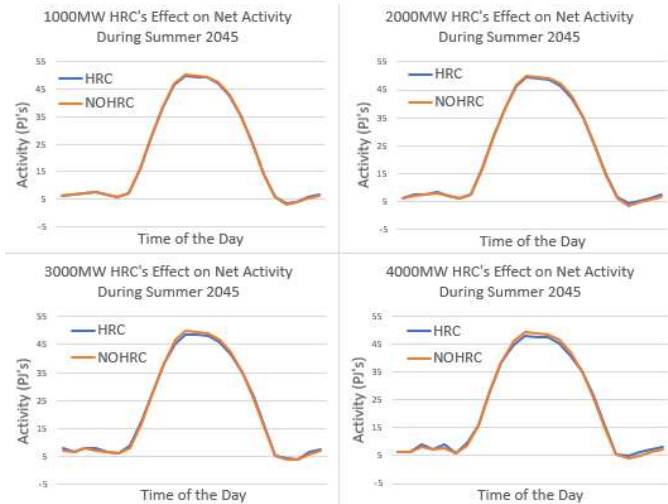 1000MW HRC's Effect on Net Activity
During Summer 2045
Activity (PJ's)
55
45
35
25
15
5
-5
HRC
NOHRC
Time of the Day
2000MW HRC's Effect on Net Activity
During Summer 2045
Activity (PJ's)
55
45
35
25
15
5
-5
HRC
NOHRC
Time of the Day
3000MW HRC's Effect on Net Activity
During Summer 2045
Activity (PJ's)
55
45
35
25
15
5
-5
HRC
NOHRC
Time of the Day
4000MW HRC's Effect on Net Activity
During Summer 2045
Activity (PJ's)
55
45
35
25
15
5
-5
HRC
NOHRC
Time of the Day